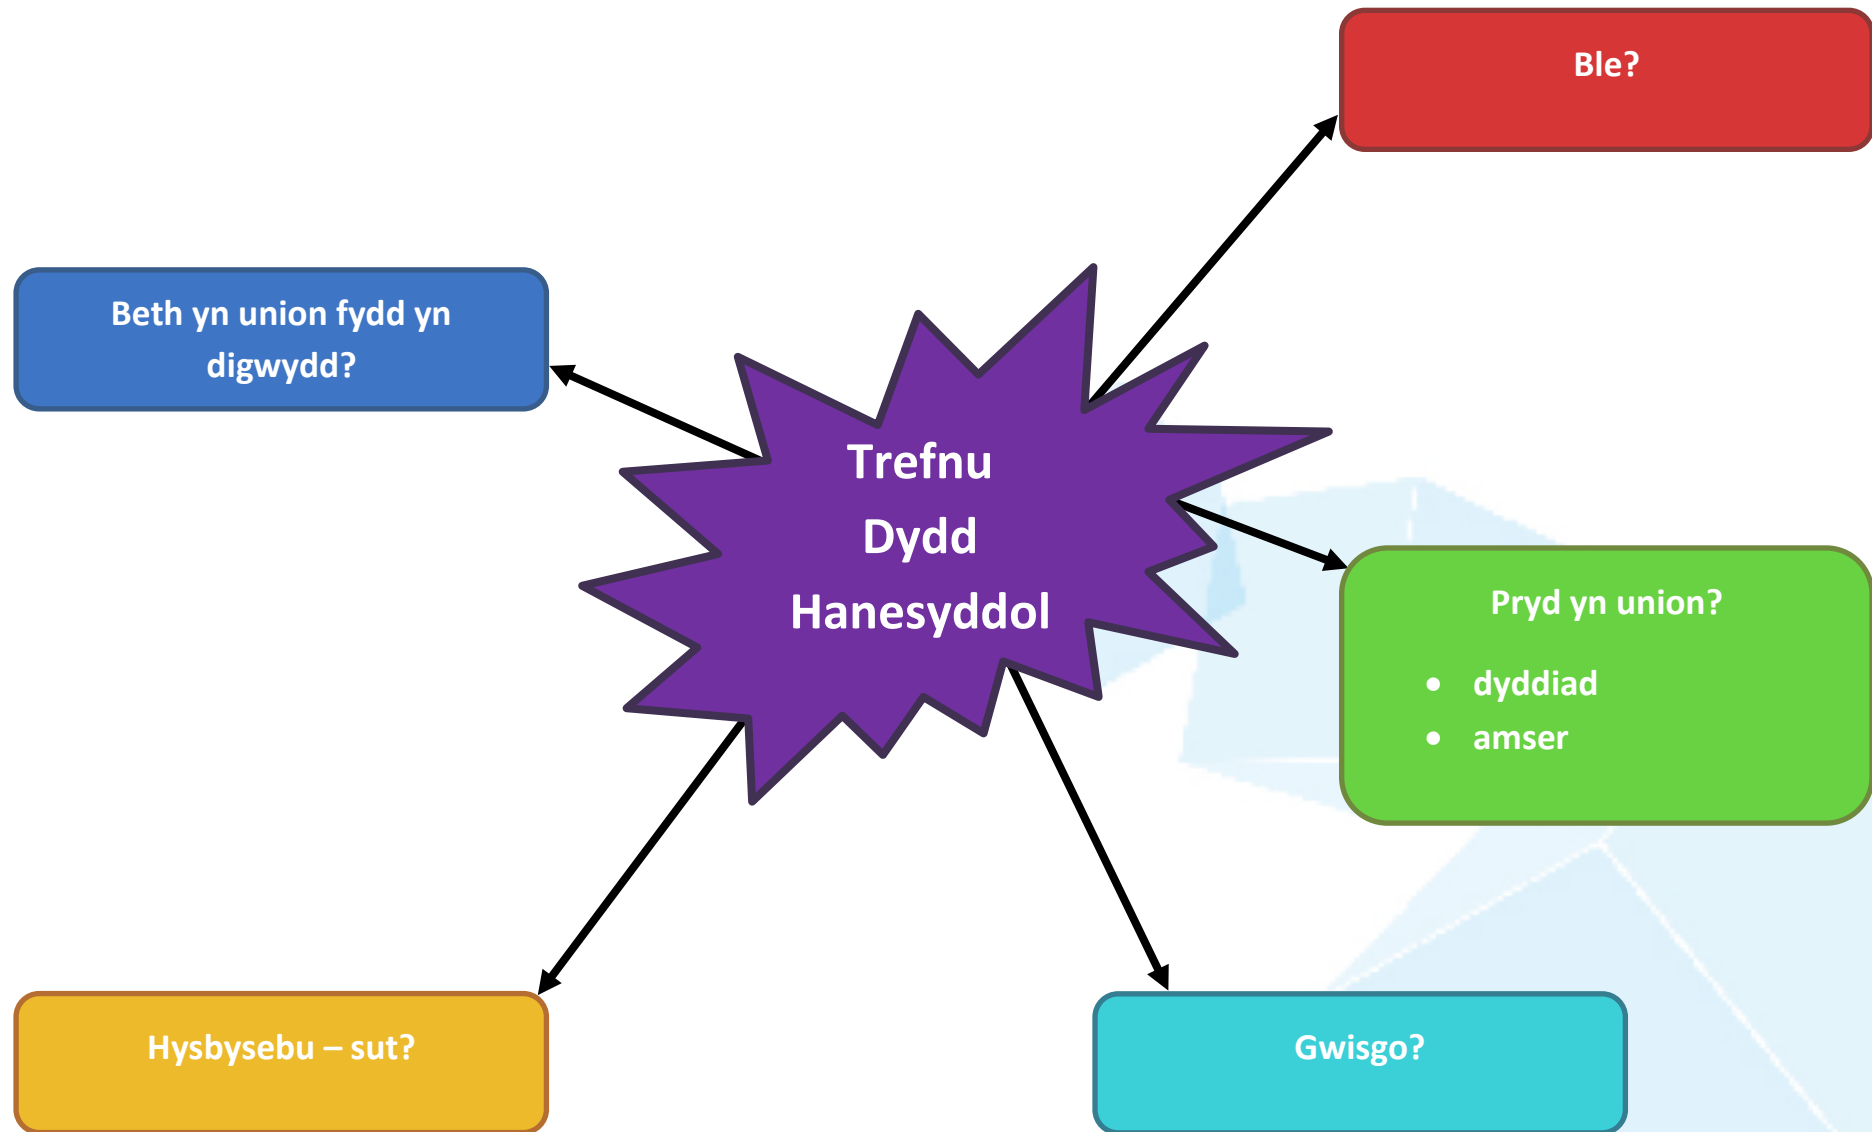 Ble?
Beth yn union fydd yn
digwydd?
Trefnu
Dydd
Hanesyddol
Pryd yn union?
• dyddiad
• amser
Hysbysebu – sut?
Gwisgo?